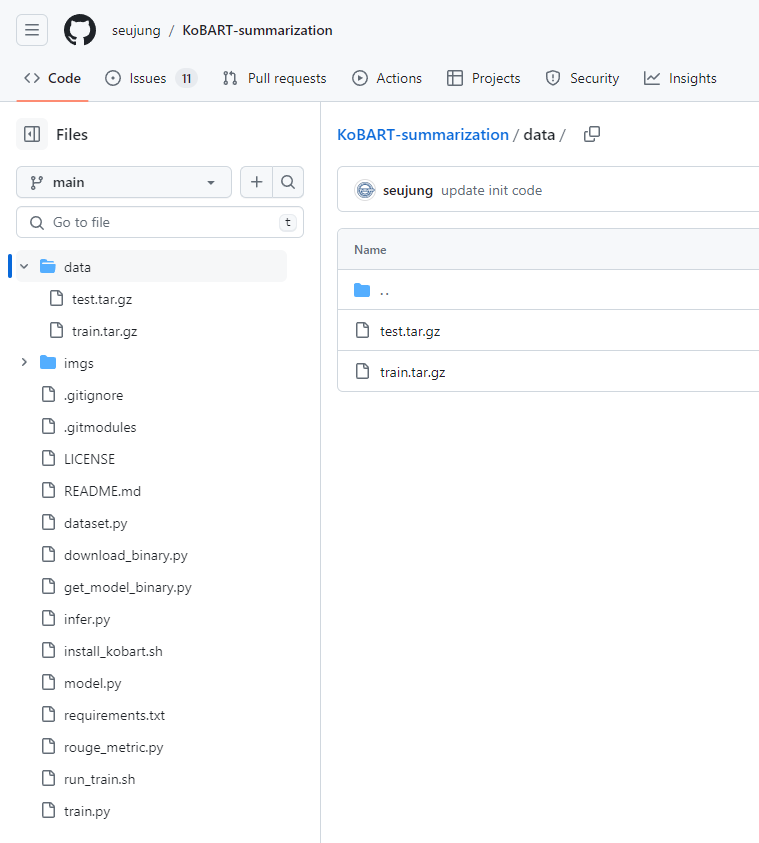 seujung / KoBART-summarization
Code Issues 11 Pull requests Actions Projects Security Insights
Files
main
Go to file t
data
test.tar.gz
train.tar.gz
imgs
.gitignore
.gitmodules
LICENSE
README.md
dataset.py
download_binary.py
get_model_binary.py
infer.py
install_kobart.sh
model.py
requirements.txt
rouge_metric.py
run_train.sh
train.py
KoBART-summarization / data /
seujung update init code
Name
..
test.tar.gz
train.tar.gz